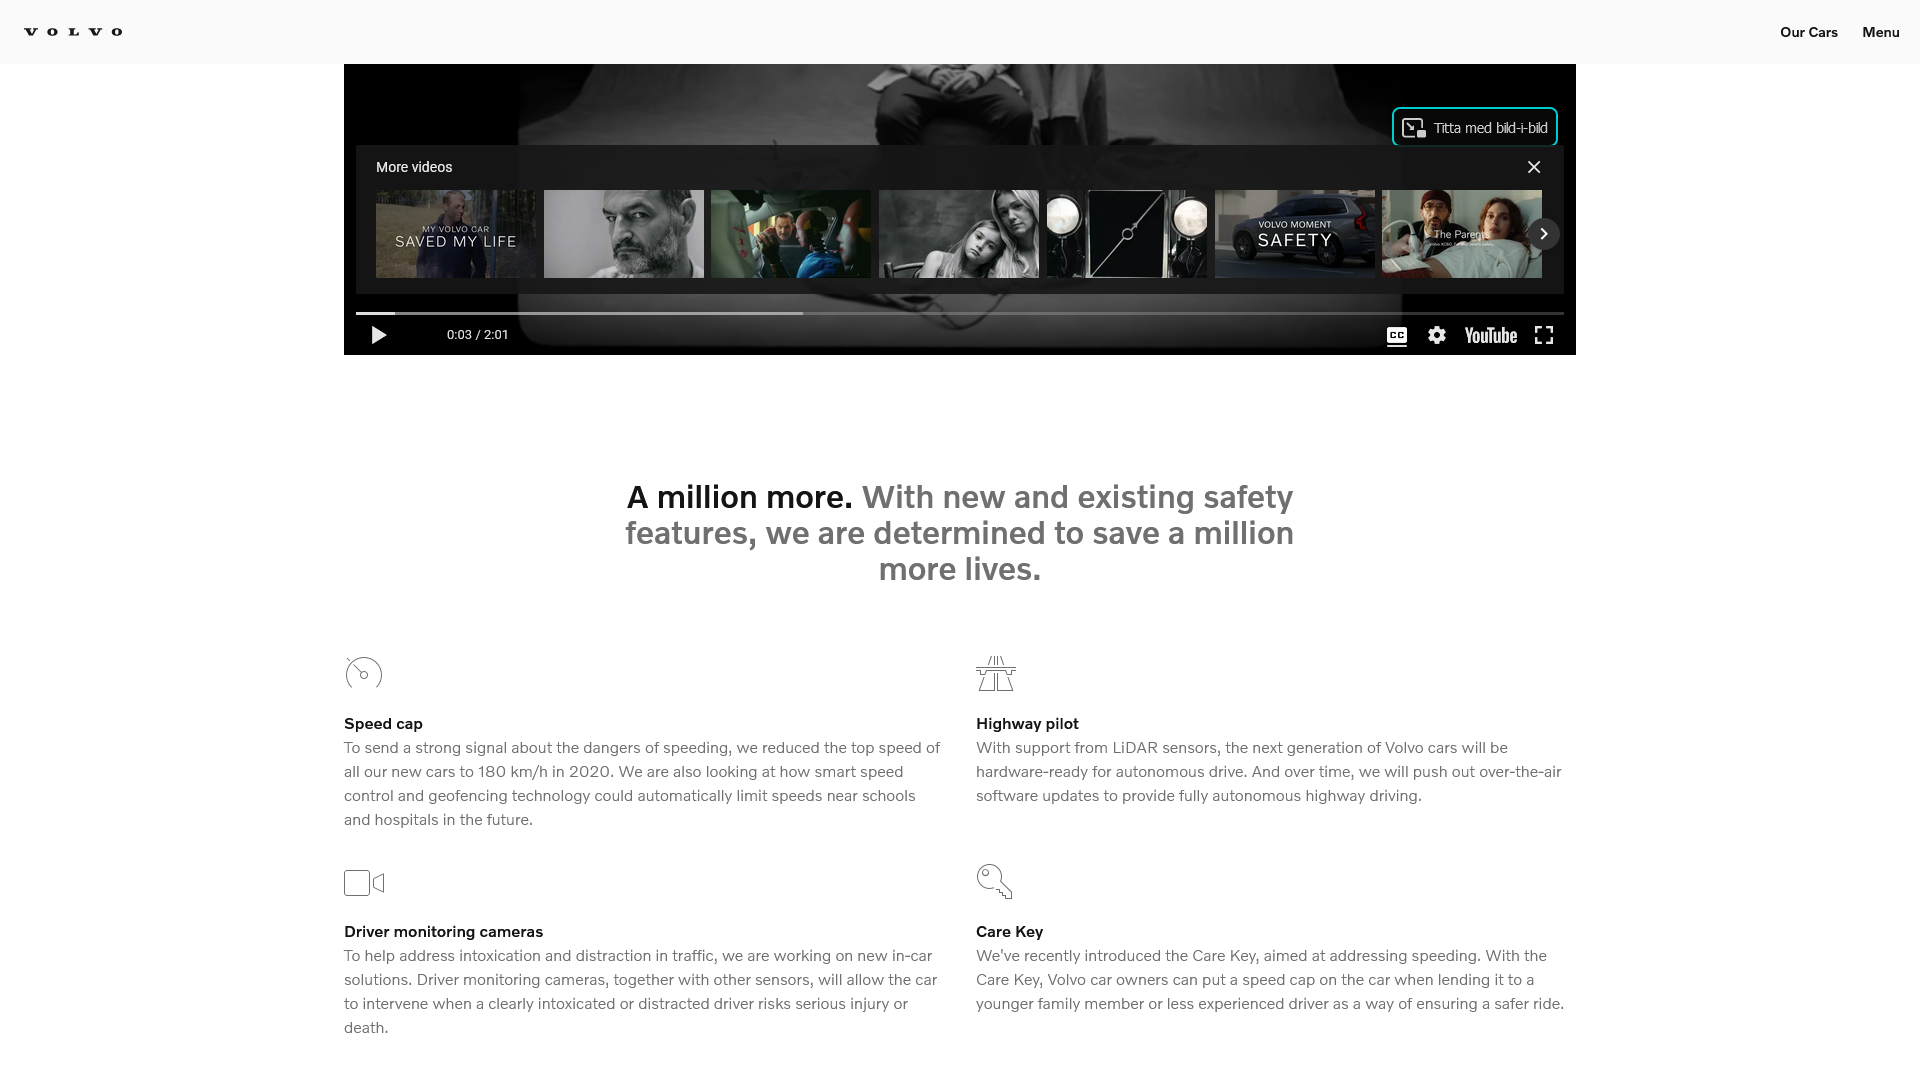 VOLVO
Our Cars Menu
Titta med bild-i-bild
More videos
MY VOLVO CAR
SAVED MY LIFE
VOLVO MOMENT
SAFETY
The Parents
0:03 / 2:01
CC
YouTube
A million more. With new and existing safety
features, we are determined to save a million
more lives.
Speed cap
To send a strong signal about the dangers of speeding, we reduced the top speed of
all our new cars to 180 km/h in 2020. We are also looking at how smart speed
control and geofencing technology could automatically limit speeds near schools
and hospitals in the future.
Highway pilot
With support from LiDAR sensors, the next generation of Volvo cars will be
hardware-ready for autonomous drive. And over time, we will push out over-the-air
software updates to provide fully autonomous highway driving.
Driver monitoring cameras
To help address intoxication and distraction in traffic, we are working on new in-car
solutions. Driver monitoring cameras, together with other sensors, will allow the car
to intervene when a clearly intoxicated or distracted driver risks serious injury or
death.
Care Key
We've recently introduced the Care Key, aimed at addressing speeding. With the
Care Key, Volvo car owners can put a speed cap on the car when lending it to a
younger family member or less experienced driver as a way of ensuring a safer ride.